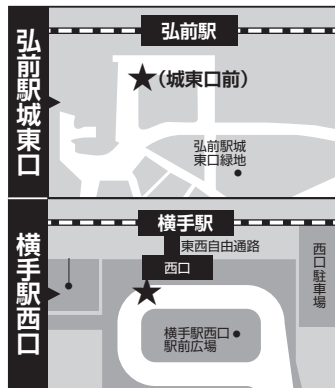 弘前駅城東口
弘前駅
★(城東口前)
弘前駅城
東口緑地
横手駅西口
横手駅
東西自由通路
西口
西口駐車場
横手駅西口
駅前広場